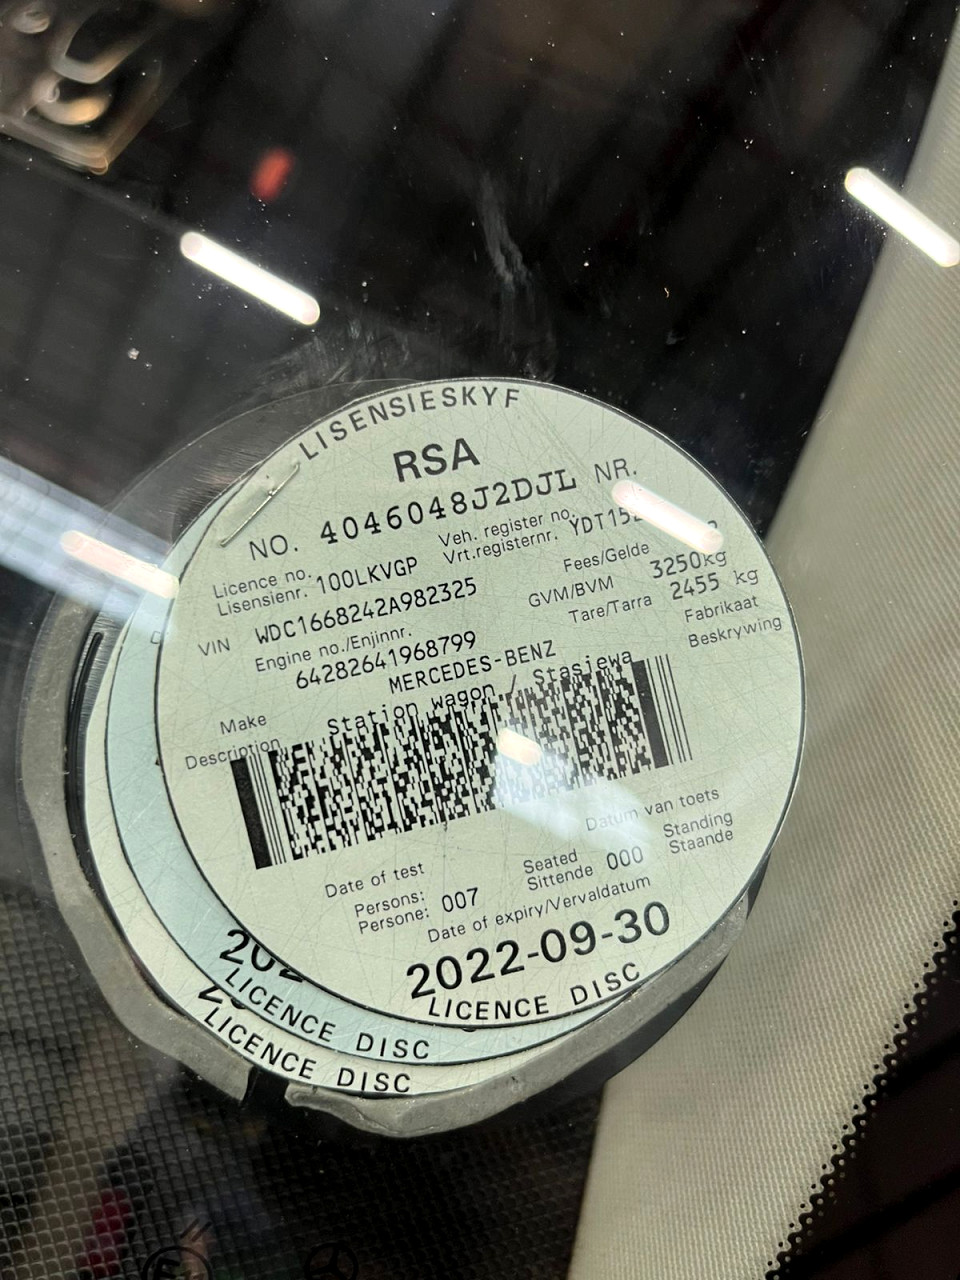 LISENSIESKYF
RSA
NO. 4046048J2DJL NR.
Licence no. Lisensienr. 100LKVGP Veh. register no. Vrt.registernr.
VIN WDC1668242A982325 Fees/Gelde
Engine no./Enjinnr. GVM/BVM 3250kg
64282641968799 Tare/Tarra 2455 kg
Make MERCEDES-BENZ Fabrikaat
Description Station wagon / Stasiewa Beskrywing
Date of test Datum van toets
Persons: Persone: 007 Seated Sittende 000 Standing Staande
Date of expiry/Vervaldatum
2022-09-30
LICENCE DISC
LICENCE DISC
LICENCE DISC